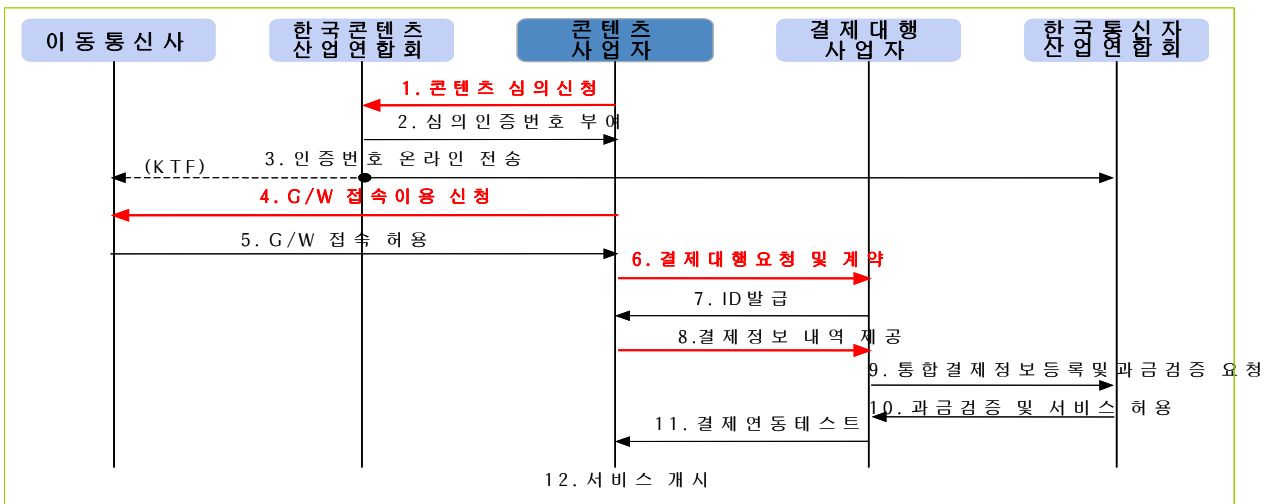 이동통신사
한국콘텐츠
산업연합회
콘텐츠
사업자
결제대행
사업자
한국통신자
산업연합회
1. 콘텐츠 심의신청
2. 심의인증번호 부여
(KTF)
3. 인증번호 온라인 전송
4. G/W 접속이용 신청
5. G/W 접속 허용
6. 결제대행요청 및 계약
7. ID발급
8.결제정보 내역 제공
9. 통합결제정보등록및과금검증 요청
10. 과금검증 및 서비스 허용
11. 결제연동테스트
12. 서비스 개시